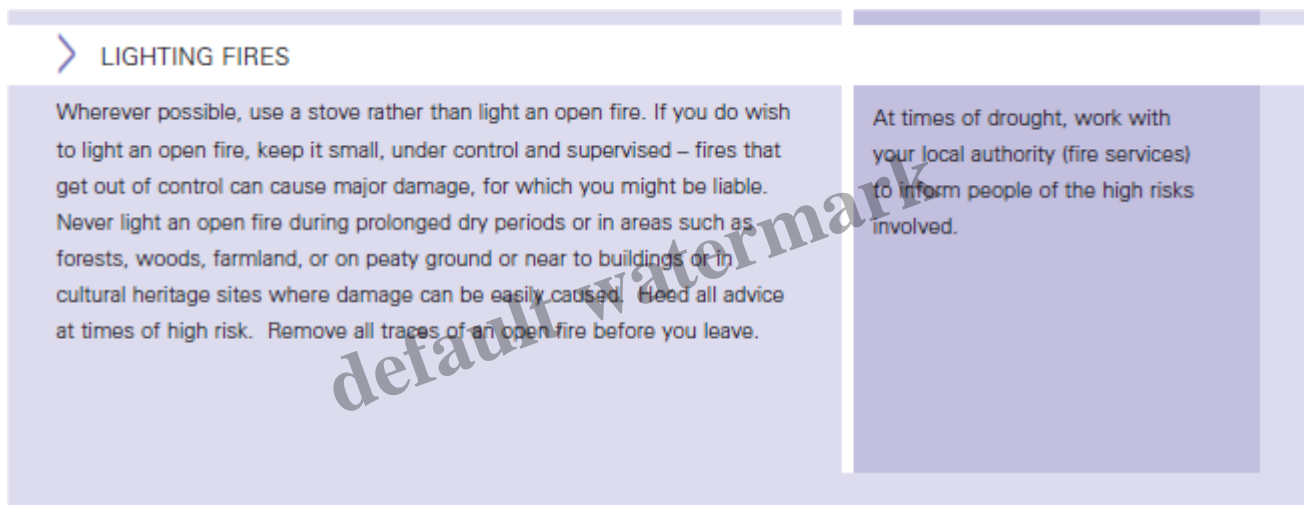 LIGHTING FIRES
Wherever possible, use a stove rather than light an open fire. If you do wish
to light an open fire, keep it small, under control and supervised – fires that
get out of control can cause major damage, for which you might be liable.
Never light an open fire during prolonged dry periods or in areas such as
forests, woods, farmland, or on peaty ground or near to buildings or in
cultural heritage sites where damage can be easily caused.  Heed all advice
at times of high risk.  Remove all traces of an open fire before you leave.
At times of drought, work with
your local authority (fire services)
to inform people of the high risks
involved.
default watermark